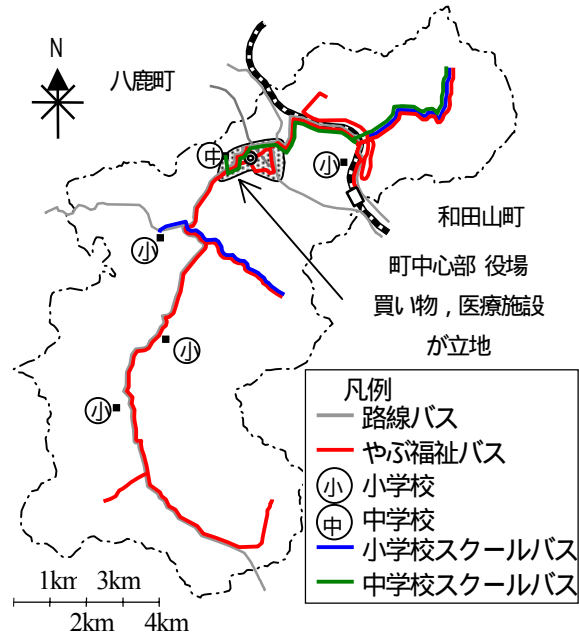 N
八鹿町
中
小
和田山町
町中心部 役場
買い物,医療施設
が立地
小
小
小
凡例
路線バス
やぶ福祉バス
小 小学校
中 中学校
小学校スクールバス
中学校スクールバス
1km 3km
2km 4km